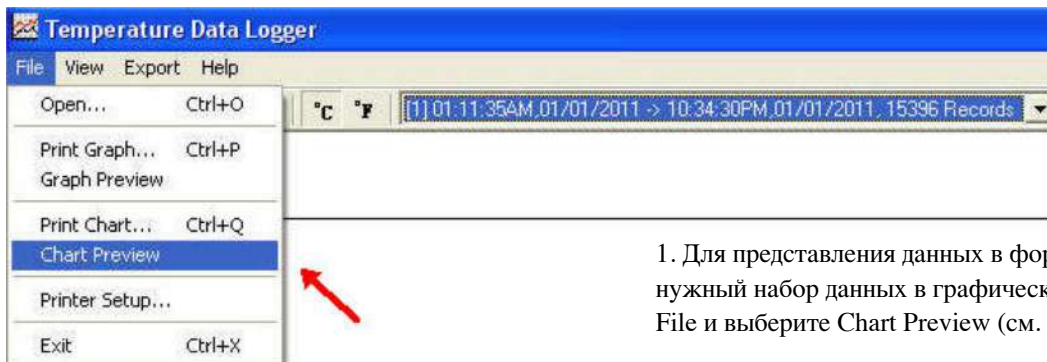 Temperature Data Logger
File View Export Help
Open... Ctrl+O
°C °F [1] 01:11:35AM,01/01/2011 -> 10:34:30PM,01/01/2011, 15396 Records
Print Graph... Ctrl+P
Graph Preview
Print Chart... Ctrl+Q
Chart Preview
Printer Setup...
Exit Ctrl+X
1. Для представления данных в фор
нужный набор данных в графическ
File и выберите Chart Preview (см.